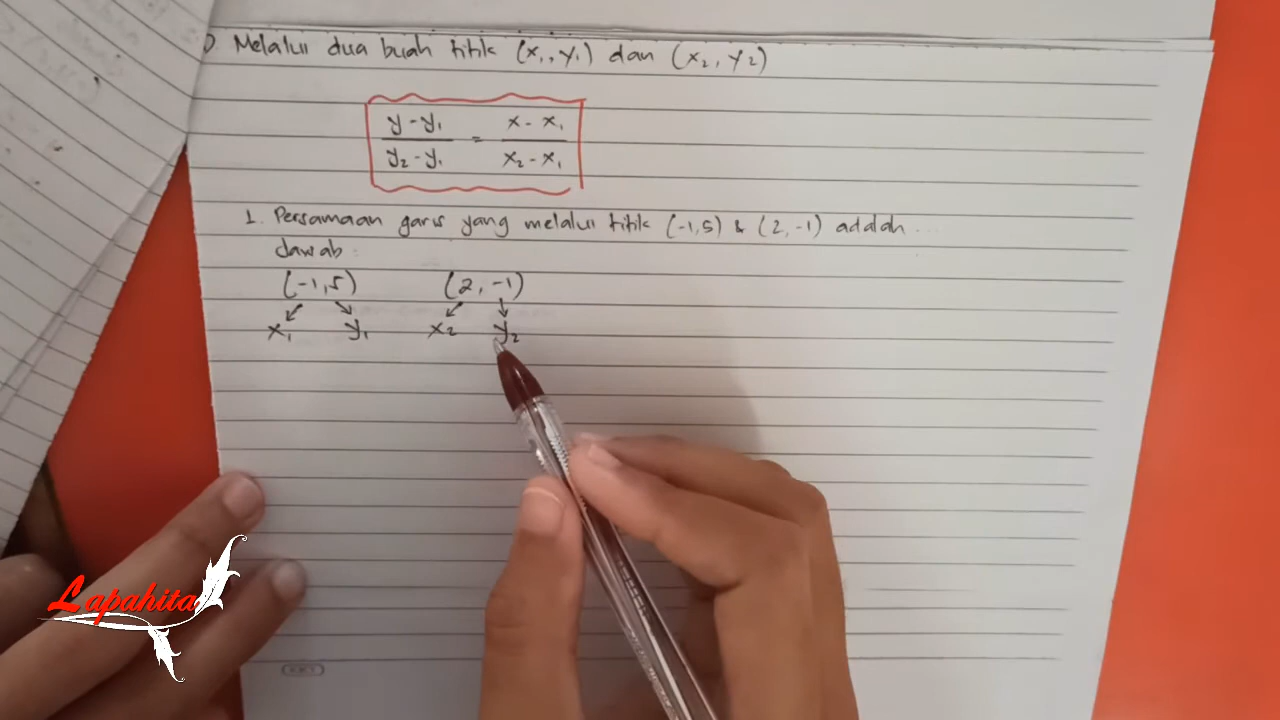 Melalui dua buah titik (x₁, y₁) dan (x₂, y₂)
y - y₁ / y₂ - y₁ = x - x₁ / x₂ - x₁
1. Persamaan garis yang melalui titik (-1,5) & (2,-1) adalah ...
Jawab :
(-1,5) (2,-1)
x₁ y₁ x₂ y₂
Lapahita